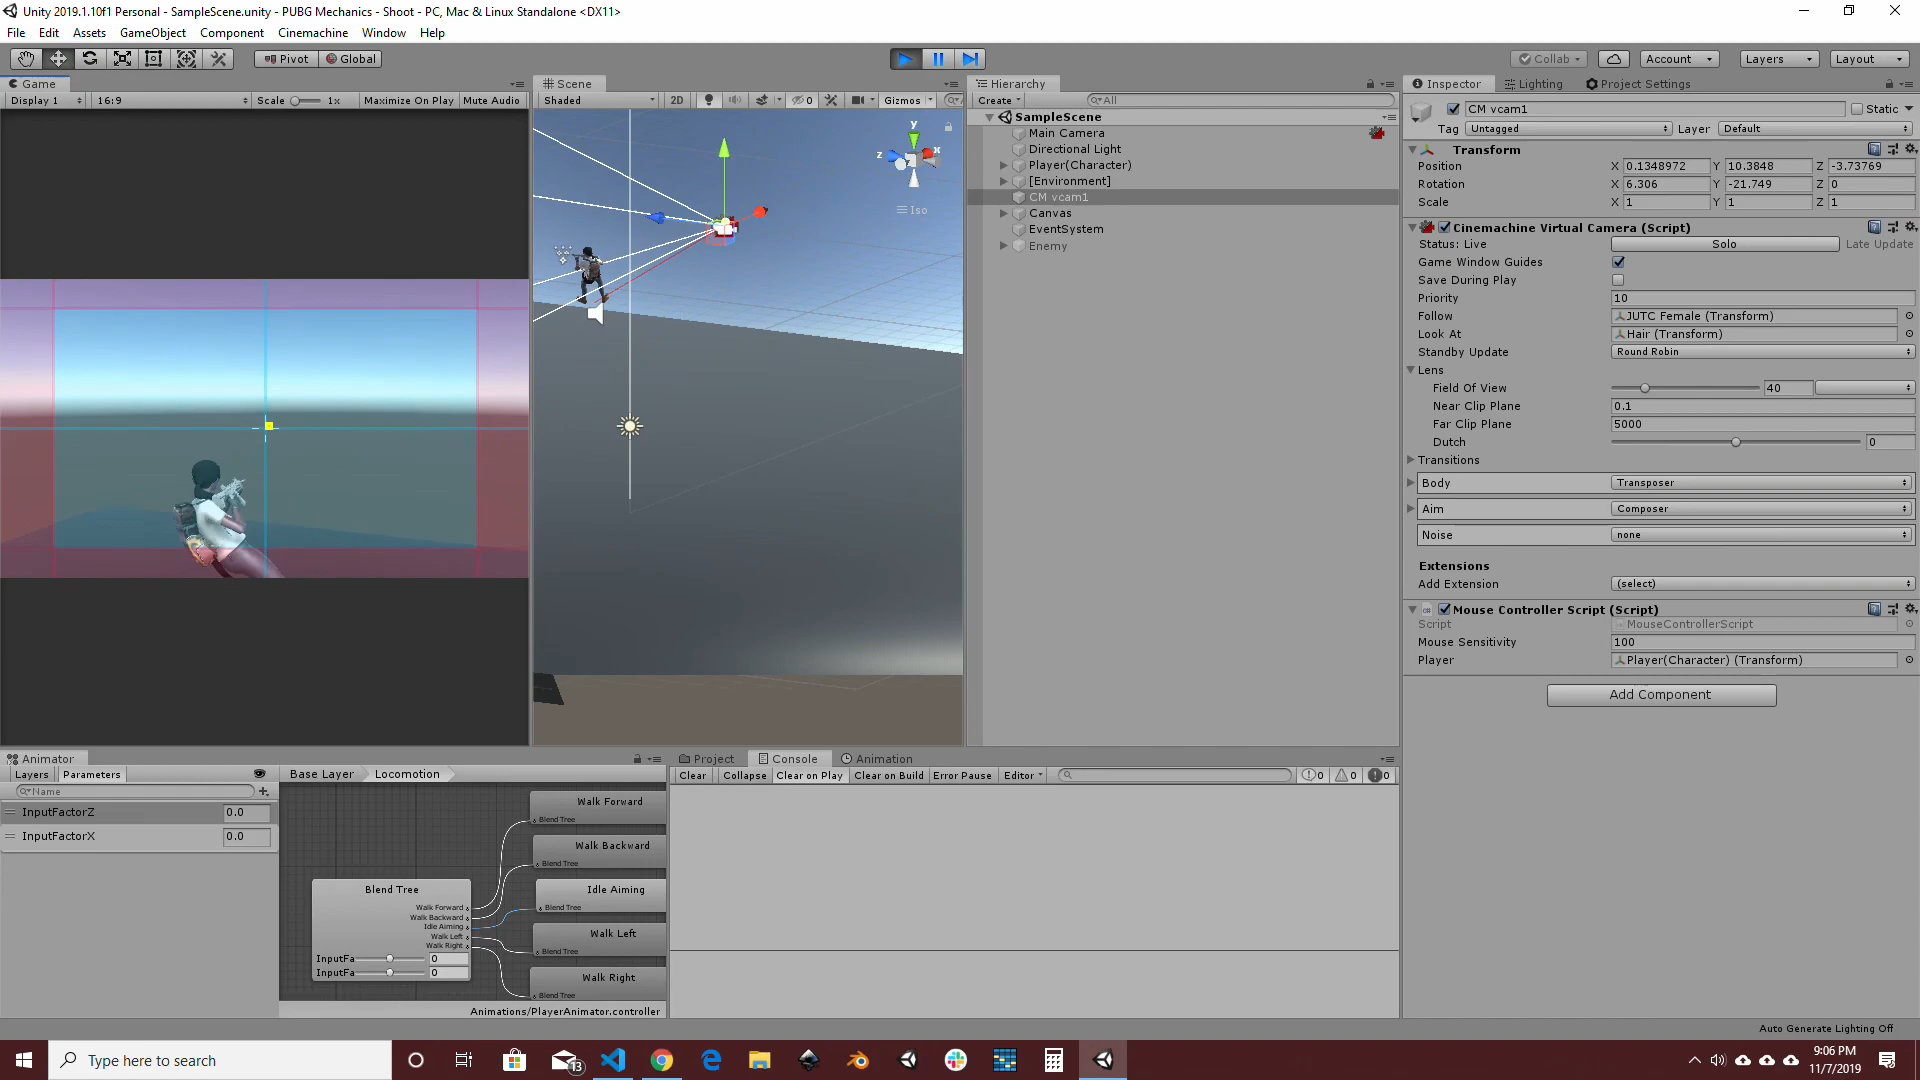 Unity 2019.1.10f1 Personal - SampleScene.unity - PUBG Mechanics - Shoot - PC, Mac & Linux Standalone <DX11>
File Edit Assets GameObject Component Cinemachine Window Help
Pivot Global Collab Account Layers Layout
Game
Display 1 16:9 Scale 1x Maximize On Play Mute Audio
Scene
Shaded 2D 0 Gizmos All
y
z x
Iso
Hierarchy
Create All
SampleScene
Main Camera
Directional Light
Player(Character)
[Environment]
CM vcam1
Canvas
EventSystem
Enemy
Inspector Lighting Project Settings
CM vcam1 Static
Tag Untagged Layer Default
Transform
Position X 0.1348972 Y 10.3848 Z -3.73769
Rotation X 6.306 Y -21.749 Z 0
Scale X 1 Y 1 Z 1
Cinemachine Virtual Camera (Script)
Status: Live Solo Late Update
Game Window Guides
Save During Play
Priority 10
Follow JUTC Female (Transform)
Look At Hair (Transform)
Standby Update Round Robin
Lens
Field Of View 40
Near Clip Plane 0.1
Far Clip Plane 5000
Dutch 0
Transitions
Body Transposer
Aim Composer
Noise none
Extensions
Add Extension (select)
Mouse Controller Script (Script)
Script MouseControllerScript
Mouse Sensitivity 100
Player Player(Character) (Transform)
Add Component
Animator
Layers Parameters Base Layer Locomotion
Name
InputFactorZ 0.0
InputFactorX 0.0
Walk Forward
Blend Tree
Walk Backward
Blend Tree
Idle Aiming
Blend Tree
Walk Left
Blend Tree
Walk Right
Blend Tree
Blend Tree
Walk Forward
Walk Backward
Idle Aiming
Walk Left
Walk Right
InputFa 0
InputFa 0
Animations/PlayerAnimator.controller
Project Console Animation
Clear Collapse Clear on Play Clear on Build Error Pause Editor 0 0 0
Auto Generate Lighting Off
Type here to search
13
9:06 PM
11/7/2019